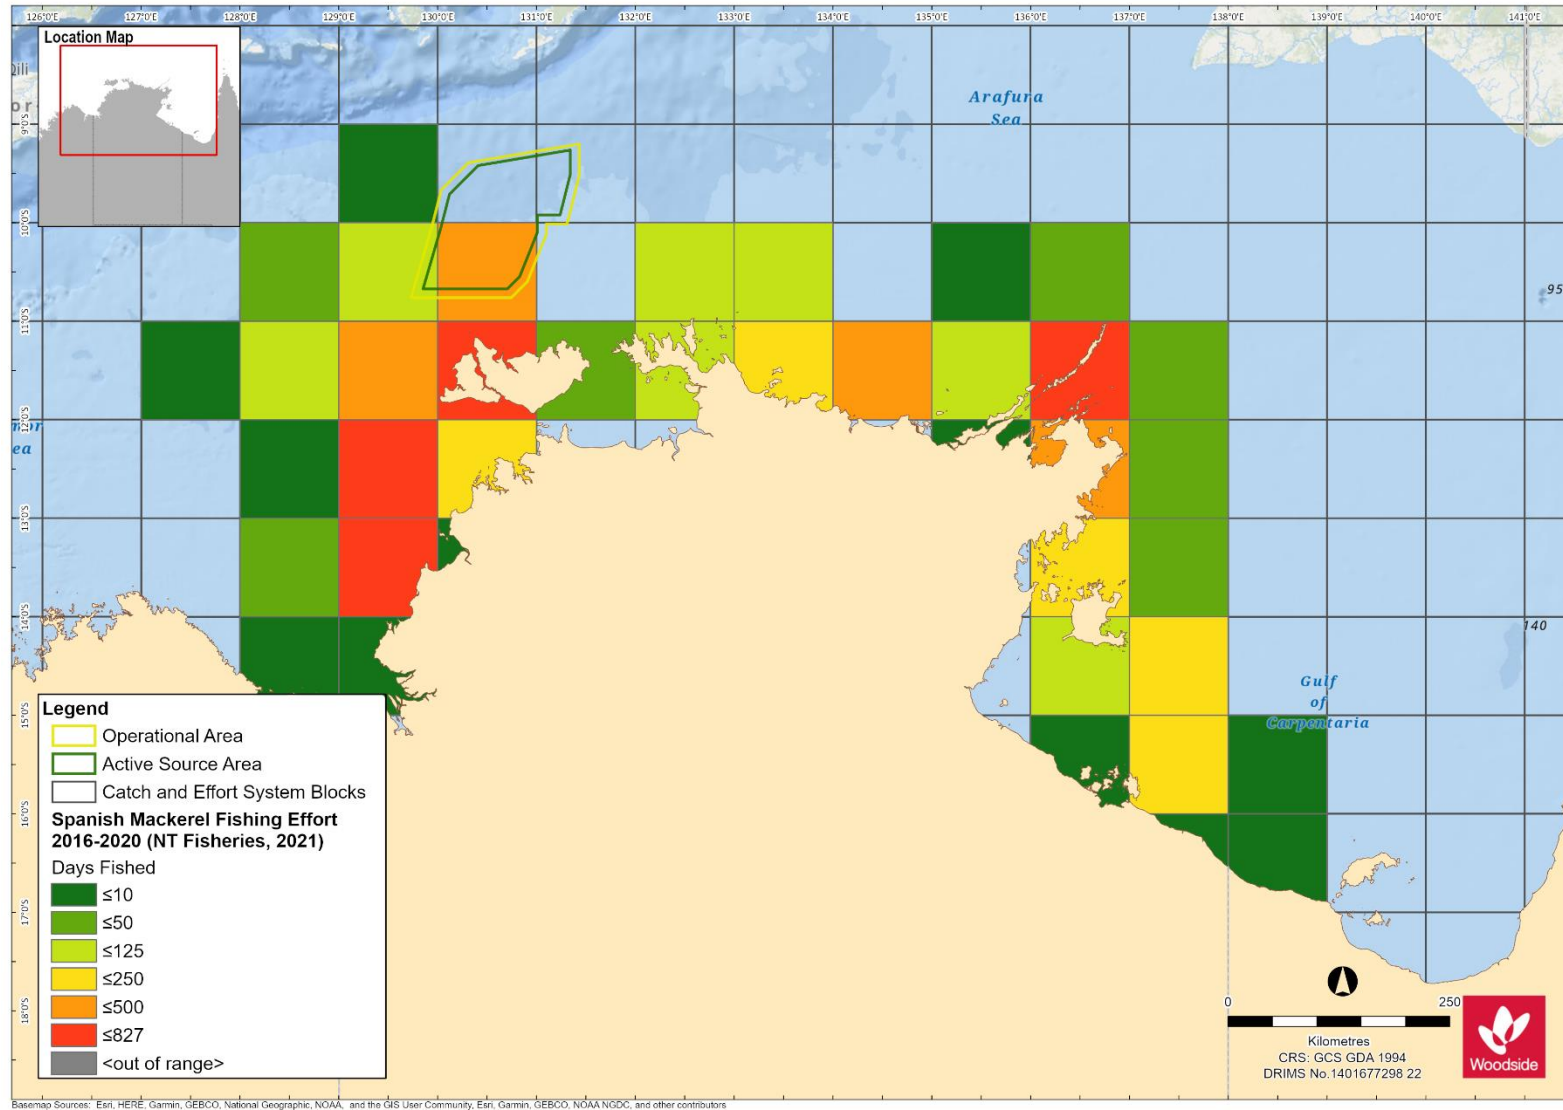 126°0'E 127°0'E 128°0'E 129°0'E 130°0'E 131°0'E 132°0'E 133°0'E 134°0'E 135°0'E 136°0'E 137°0'E 138°0'E 139°0'E 140°0'E 141°0'E
Location Map
Arafura
Sea
9°0'S
10°0'S
11°0'S
12°0'S
13°0'S
14°0'S
15°0'S
16°0'S
17°0'S
18°0'S
95
140
Gulf
of
Carpentaria
Legend
Operational Area
Active Source Area
Catch and Effort System Blocks
Spanish Mackerel Fishing Effort
2016-2020 (NT Fisheries, 2021)
Days Fished
≤10
≤50
≤125
≤250
≤500
≤827
<out of range>
0 250
Kilometres
CRS: GCS GDA 1994
DRIMS No.1401677298 22
Woodside
Basemap Sources: Esri, HERE, Garmin, GEBCO, National Geographic, NOAA, and the GIS User Community, Esri, Garmin, GEBCO, NOAA NGDC, and other contributors